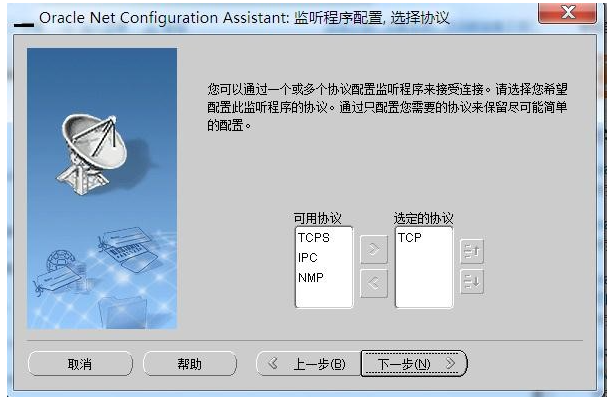 Oracle Net Configuration Assistant: 监听程序配置, 选择协议
您可以通过一个或多个协议配置监听程序来接受连接。请选择您希望
配置此监听程序的协议。通过只配置您需要的协议来保留尽可能简单
的配置。
可用协议 选定的协议
TCPS TCP
IPC
NMP
取消 帮助 上一步(B) 下一步(N)